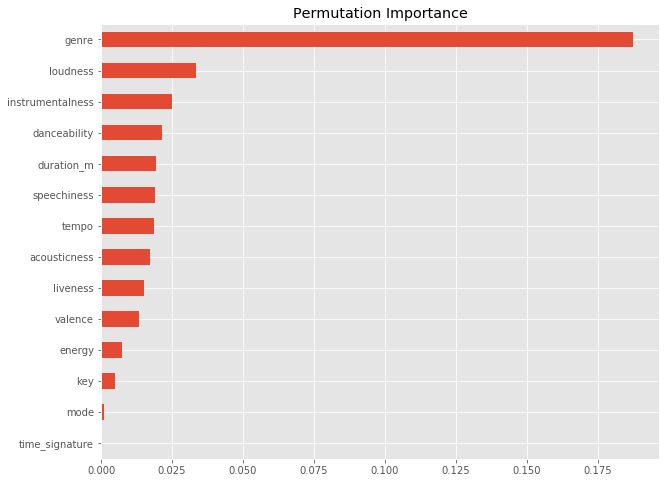 Permutation Importance
genre
loudness
instrumentalness
danceability
duration_m
speechiness
tempo
acousticness
liveness
valence
energy
key
mode
time_signature
0.000 0.025 0.050 0.075 0.100 0.125 0.150 0.175